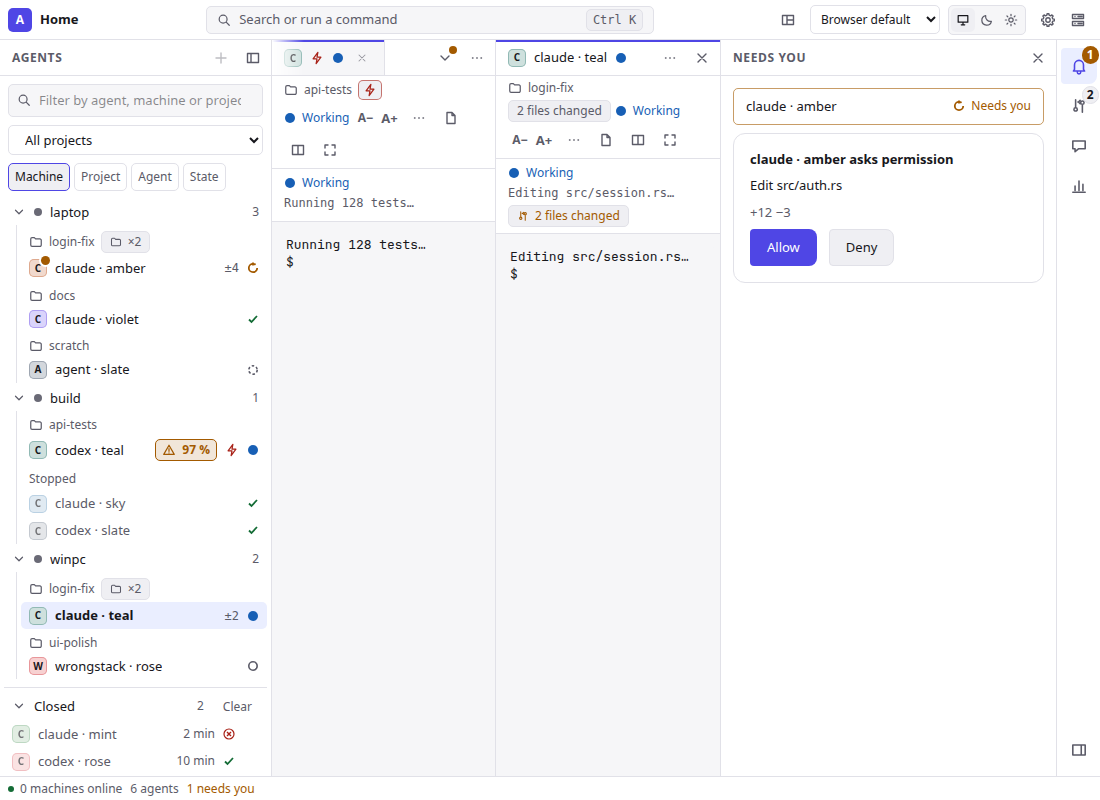 A Home
Search or run a command Ctrl K
Browser default
AGENTS
Filter by agent, machine or projec
All projects
Machine Project Agent State
laptop 3
login-fix ×2
C claude · amber ±4
docs
C claude · violet
scratch
A agent · slate
build 1
api-tests
C codex · teal 97 %
Stopped
C claude · sky
C codex · slate
winpc 2
login-fix ×2
C claude · teal ±2
ui-polish
W wrongstack · rose
Closed 2 Clear
C claude · mint 2 min
C codex · rose 10 min
C
api-tests
Working A− A+ ···
Working
Running 128 tests…
Running 128 tests…
$
C claude · teal
login-fix
2 files changed Working
A− A+ ···
Working
Editing src/session.rs…
2 files changed
Editing src/session.rs…
$
NEEDS YOU
claude · amber Needs you
claude · amber asks permission
Edit src/auth.rs
+12 −3
Allow Deny
1
2
0 machines online 6 agents 1 needs you